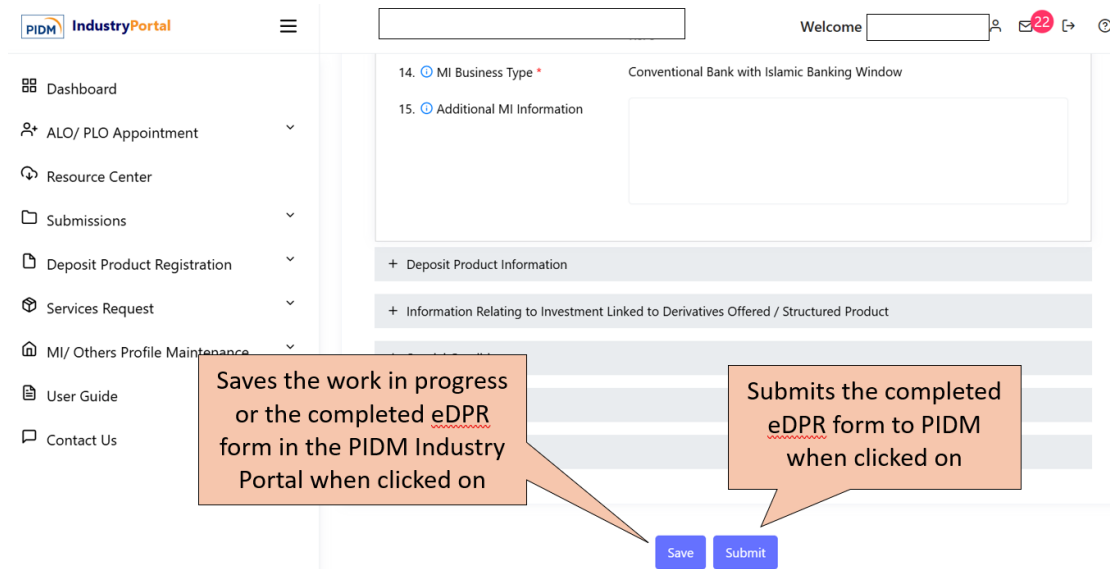 PIDM IndustryPortal
Welcome
22
Dashboard
ALO/ PLO Appointment
Resource Center
Submissions
Deposit Product Registration
Services Request
MI/ Others Profile Maintenance
User Guide
Contact Us
14. MI Business Type * Conventional Bank with Islamic Banking Window
15. Additional MI Information
+ Deposit Product Information
+ Information Relating to Investment Linked to Derivatives Offered / Structured Product
Saves the work in progress
or the completed eDPR
form in the PIDM Industry
Portal when clicked on
Submits the completed
eDPR form to PIDM
when clicked on
Save
Submit